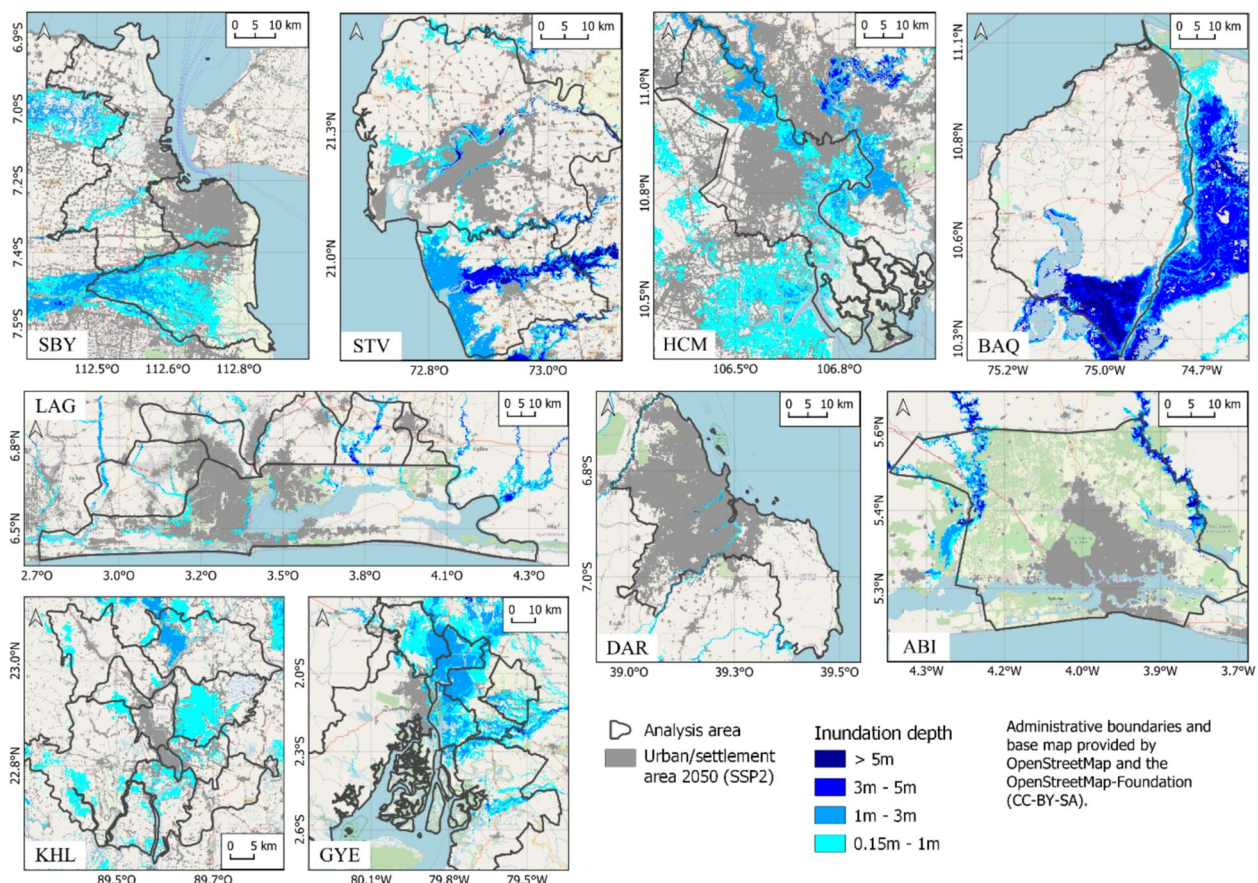 0 5 10 km
6.9°S
7.0°S
7.2°S
7.4°S
7.5°S
SBY
112.5°O 112.6°O 112.8°O
0 5 10 km
21.3°N
21.0°N
STV
72.8°O 73.0°O
0 5 10 km
11.0°N
10.8°N
10.5°N
HCM
106.5°O 106.8°O
0 5 10 km
11.1°N
10.8°N
10.6°N
10.3°N
BAQ
75.2°W 75.0°W 74.7°W
LAG
0 5 10 km
6.8°N
6.5°N
2.7°O 3.0°O 3.2°O 3.5°O 3.8°O 4.1°O 4.3°O
0 5 10 km
6.8°S
7.0°S
DAR
39.0°O 39.3°O 39.5°O
0 5 10 km
5.6°N
5.4°N
5.3°N
ABI
4.3°W 4.2°W 4.0°W 3.9°W 3.7°W
23.0°N
22.8°N
KHL
0 5 km
89.5°O 89.7°O
0 10 km
2.0°S
2.3°S
2.6°S
GYE
80.1°W 79.8°W 79.5°W
Analysis area
Urban/settlement
area 2050 (SSP2)
Inundation depth
> 5m
3m - 5m
1m - 3m
0.15m - 1m
Administrative boundaries and
base map provided by
OpenStreetMap and the
OpenStreetMap-Foundation
(CC-BY-SA).